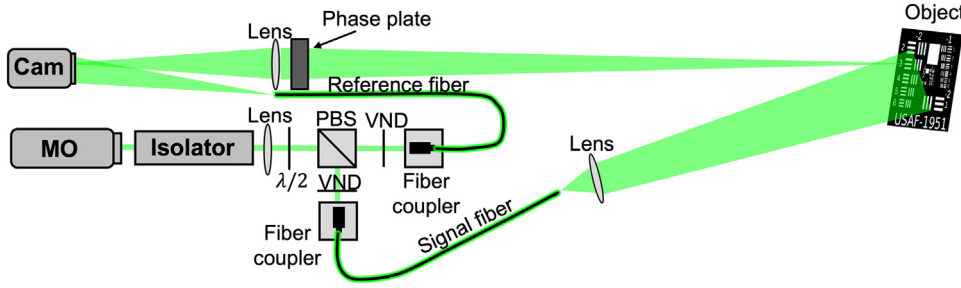 Object
Phase plate
Lens
Cam
Reference fiber
Lens
PBS
VND
MO
Isolator
λ/2
VND
Fiber
coupler
Lens
Fiber
coupler
Signal fiber
USAF-1951